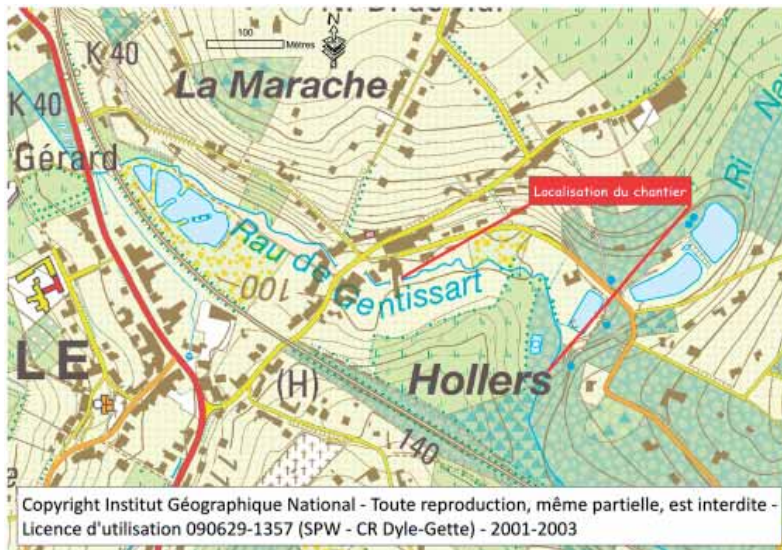 N
100
Mètres
K 40
La Marache
K 40
Gérard
Localisation du chantier
Ri
Ne
Rau de Gentissart
100
LE
(H)
Hollers
140
Copyright Institut Géographique National - Toute reproduction, même partielle, est interdite -
Licence d'utilisation 090629-1357 (SPW - CR Dyle-Gette) - 2001-2003